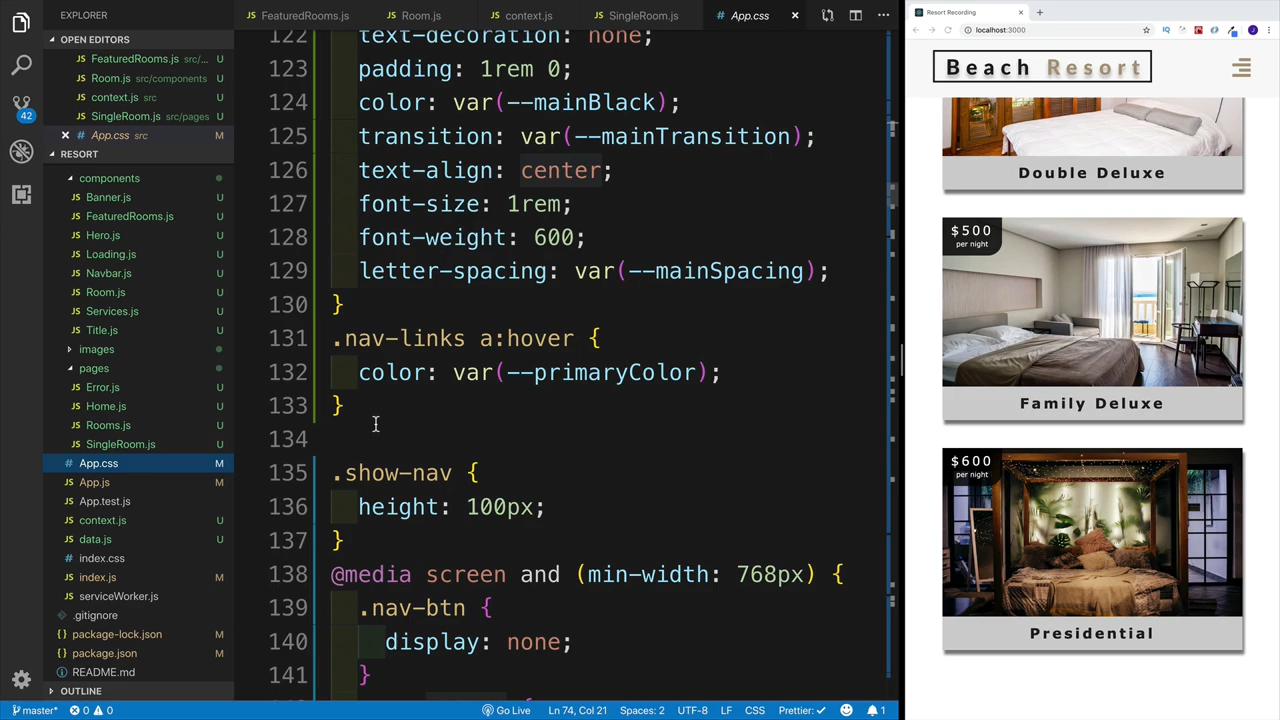 EXPLORER
OPEN EDITORS
FeaturedRooms.js src/... U
Room.js src/components U
context.js src U
SingleRoom.js src/pages U
App.css src M
RESORT
components
Banner.js U
FeaturedRooms.js U
Hero.js U
Loading.js U
Navbar.js U
Room.js U
Services.js U
Title.js U
images
pages
Error.js U
Home.js U
Rooms.js U
SingleRoom.js U
App.css M
App.js M
App.test.js
context.js U
data.js U
index.css
index.js M
serviceWorker.js
.gitignore
package-lock.json M
package.json M
README.md
OUTLINE
42
FeaturedRooms.js Room.js context.js SingleRoom.js App.css
122 text-decoration: none;
123 padding: 1rem 0;
124 color: var(--mainBlack);
125 transition: var(--mainTransition);
126 text-align: center;
127 font-size: 1rem;
128 font-weight: 600;
129 letter-spacing: var(--mainSpacing);
130 }
131 .nav-links a:hover {
132 color: var(--primaryColor);
133 }
134
135 .show-nav {
136 height: 100px;
137 }
138 @media screen and (min-width: 768px) {
139 .nav-btn {
140 display: none;
141 }
master* 0 0 Go Live Ln 74, Col 21 Spaces: 2 UTF-8 LF CSS Prettier: ✓ 1
Resort Recording
localhost:3000
Beach Resort
Double Deluxe
$500
per night
Family Deluxe
$600
per night
Presidential